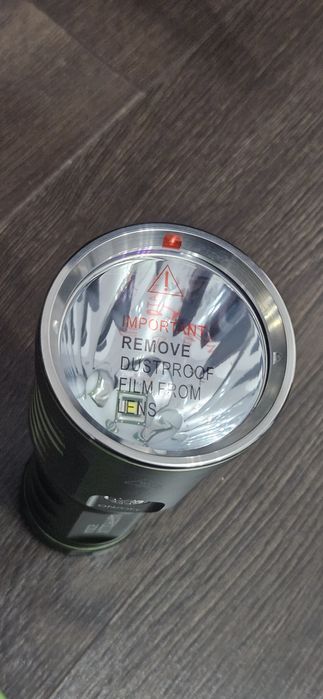 IMPORTANT
REMOVE
DUSTPROOF
FILM FROM
LENS